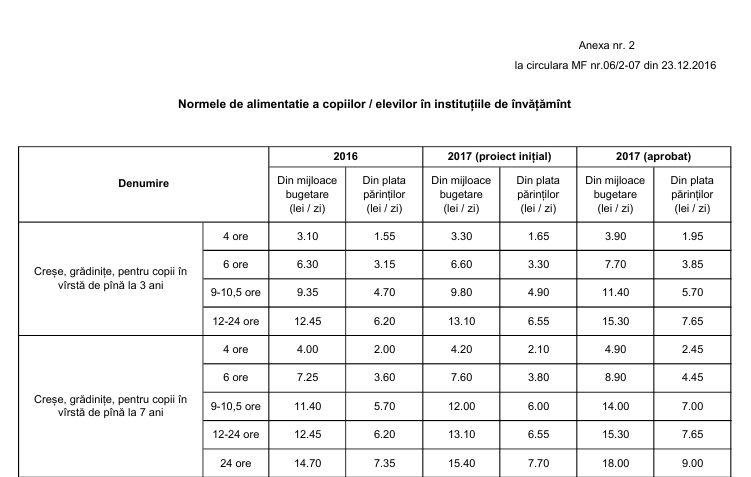 Anexa nr. 2
la circulara MF nr.06/2-07 din 23.12.2016
Normele de alimentatie a copiilor / elevilor în instituțiile de învățămînt
Denumire
2016
2017 (proiect inițial)
2017 (aprobat)
Din mijloace bugetare (lei / zi)
Din plata părinților (lei / zi)
Din mijloace bugetare (lei / zi)
Din plata părinților (lei / zi)
Din mijloace bugetare (lei / zi)
Din plata părinților (lei / zi)
Creșe, grădinițe, pentru copii în
vîrstă de pînă la 3 ani
4 ore 3.10 1.55 3.30 1.65 3.90 1.95
6 ore 6.30 3.15 6.60 3.30 7.70 3.85
9-10,5 ore 9.35 4.70 9.80 4.90 11.40 5.70
12-24 ore 12.45 6.20 13.10 6.55 15.30 7.65
Creșe, grădinițe, pentru copii în
vîrstă de pînă la 7 ani
4 ore 4.00 2.00 4.20 2.10 4.90 2.45
6 ore 7.25 3.60 7.60 3.80 8.90 4.45
9-10,5 ore 11.40 5.70 12.00 6.00 14.00 7.00
12-24 ore 12.45 6.20 13.10 6.55 15.30 7.65
24 ore 14.70 7.35 15.40 7.70 18.00 9.00